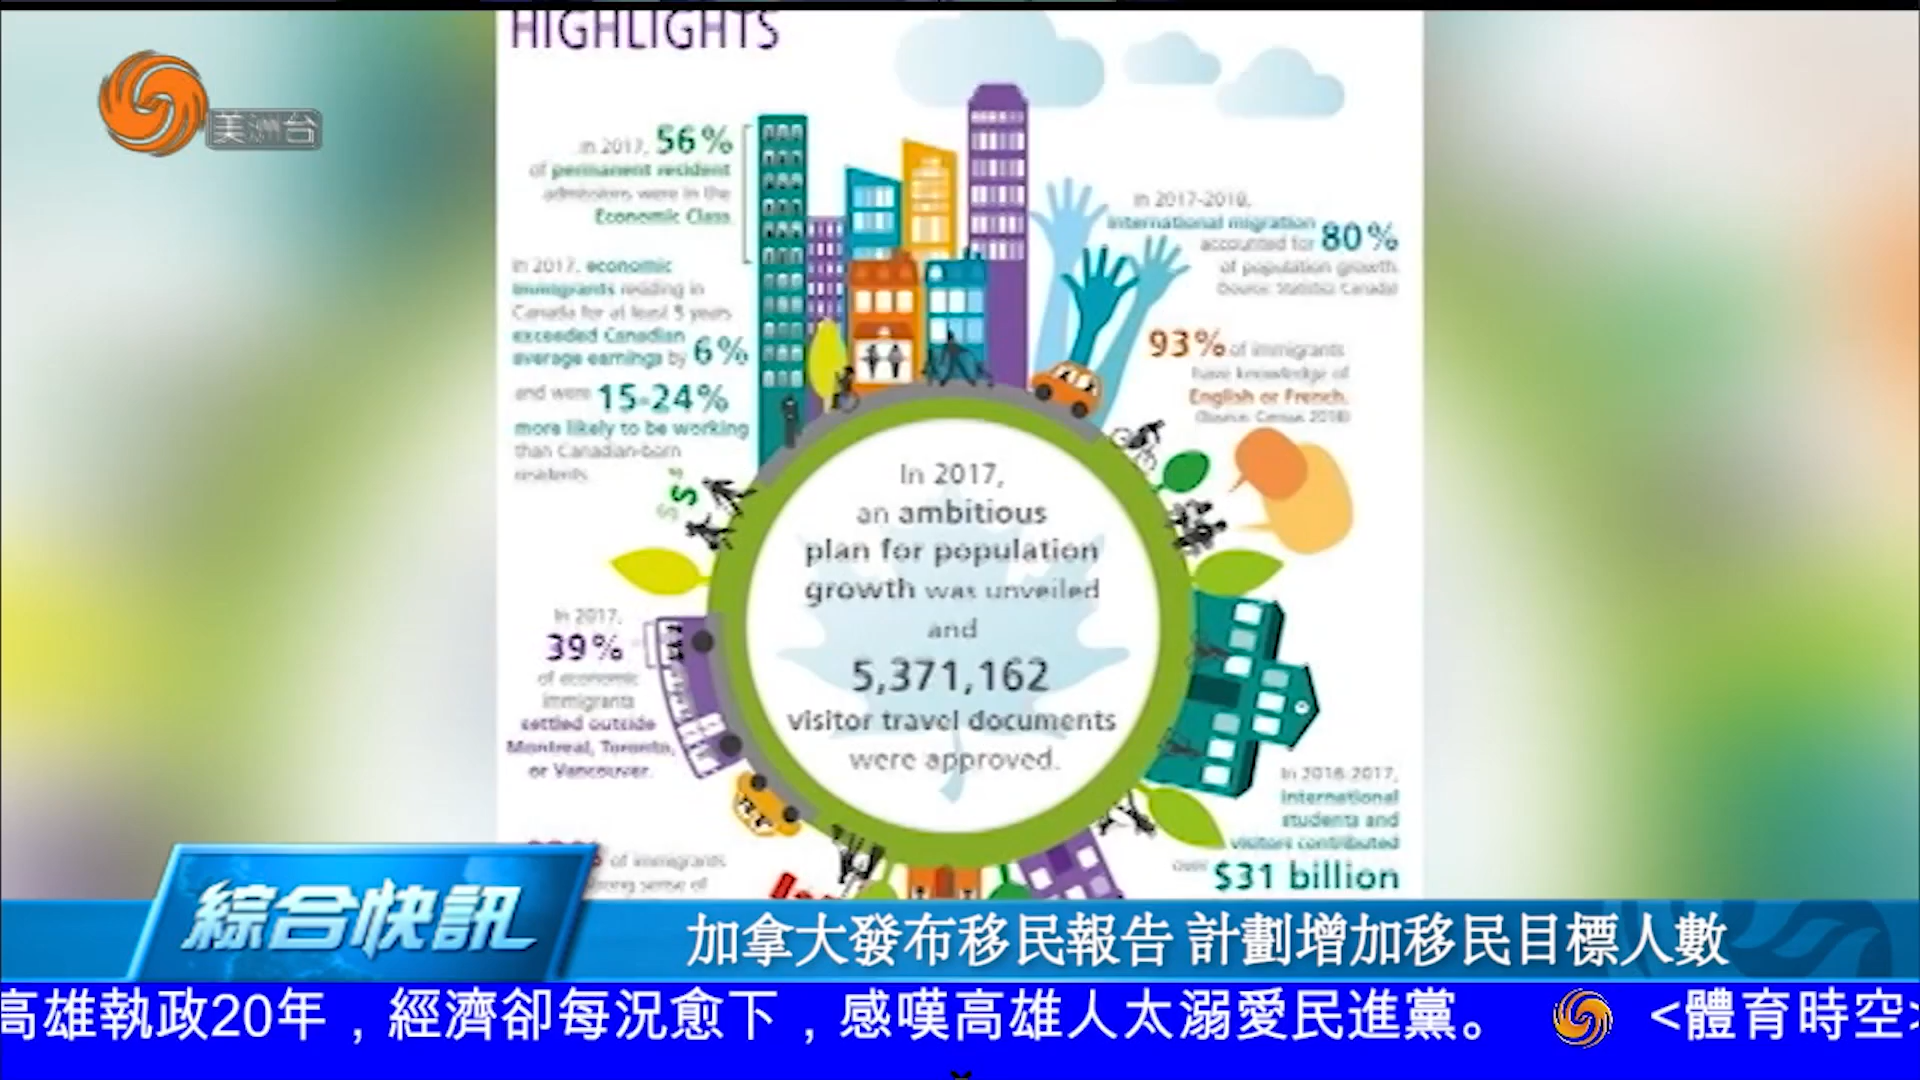 HIGHLIGHTS
美洲台
In 2017, 56%
of permanent resident
admissions were in the
Economic Class.
In 2017, economic
immigrants residing in
Canada for at least 5 years
exceeded Canadian
average earnings by 6%
and were 15-24%
more likely to be working
than Canadian-born
residents.
In 2017-2018,
international migration
accounted for 80%
of population growth.
(Source: Statistics Canada)
93% of immigrants
have knowledge of
English or French.
(Source: Census 2016)
In 2017,
an ambitious
plan for population
growth was unveiled
and
5,371,162
visitor travel documents
were approved.
In 2017,
39%
of economic
immigrants
settled outside
Montreal, Toronto,
or Vancouver.
In 2016-2017,
international
students and
visitors contributed
over $31 billion
of immigrants
strong sense of
綜合快訊
加拿大發布移民報告 計劃增加移民目標人數
高雄執政20年，經濟卻每況愈下，感嘆高雄人太溺愛民進黨。 <體育時空>